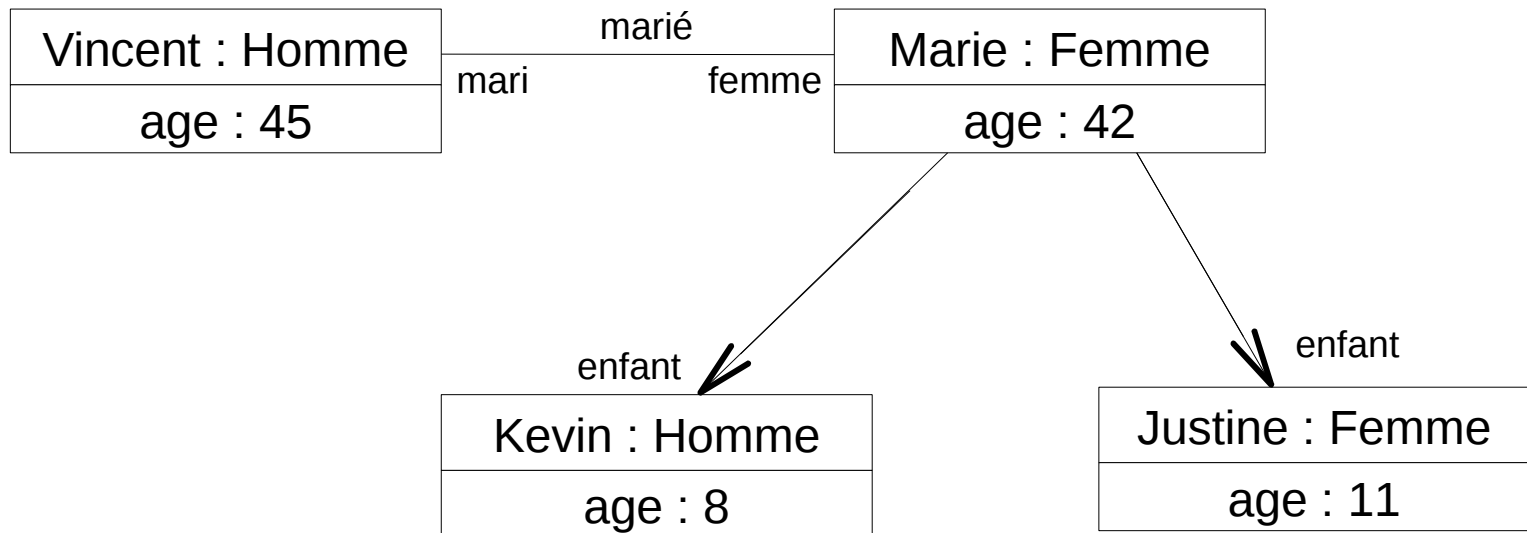 Vincent : Homme
age : 45
marié
mari
femme
Marie : Femme
age : 42
enfant
Kevin : Homme
age : 8
enfant
Justine : Femme
age : 11